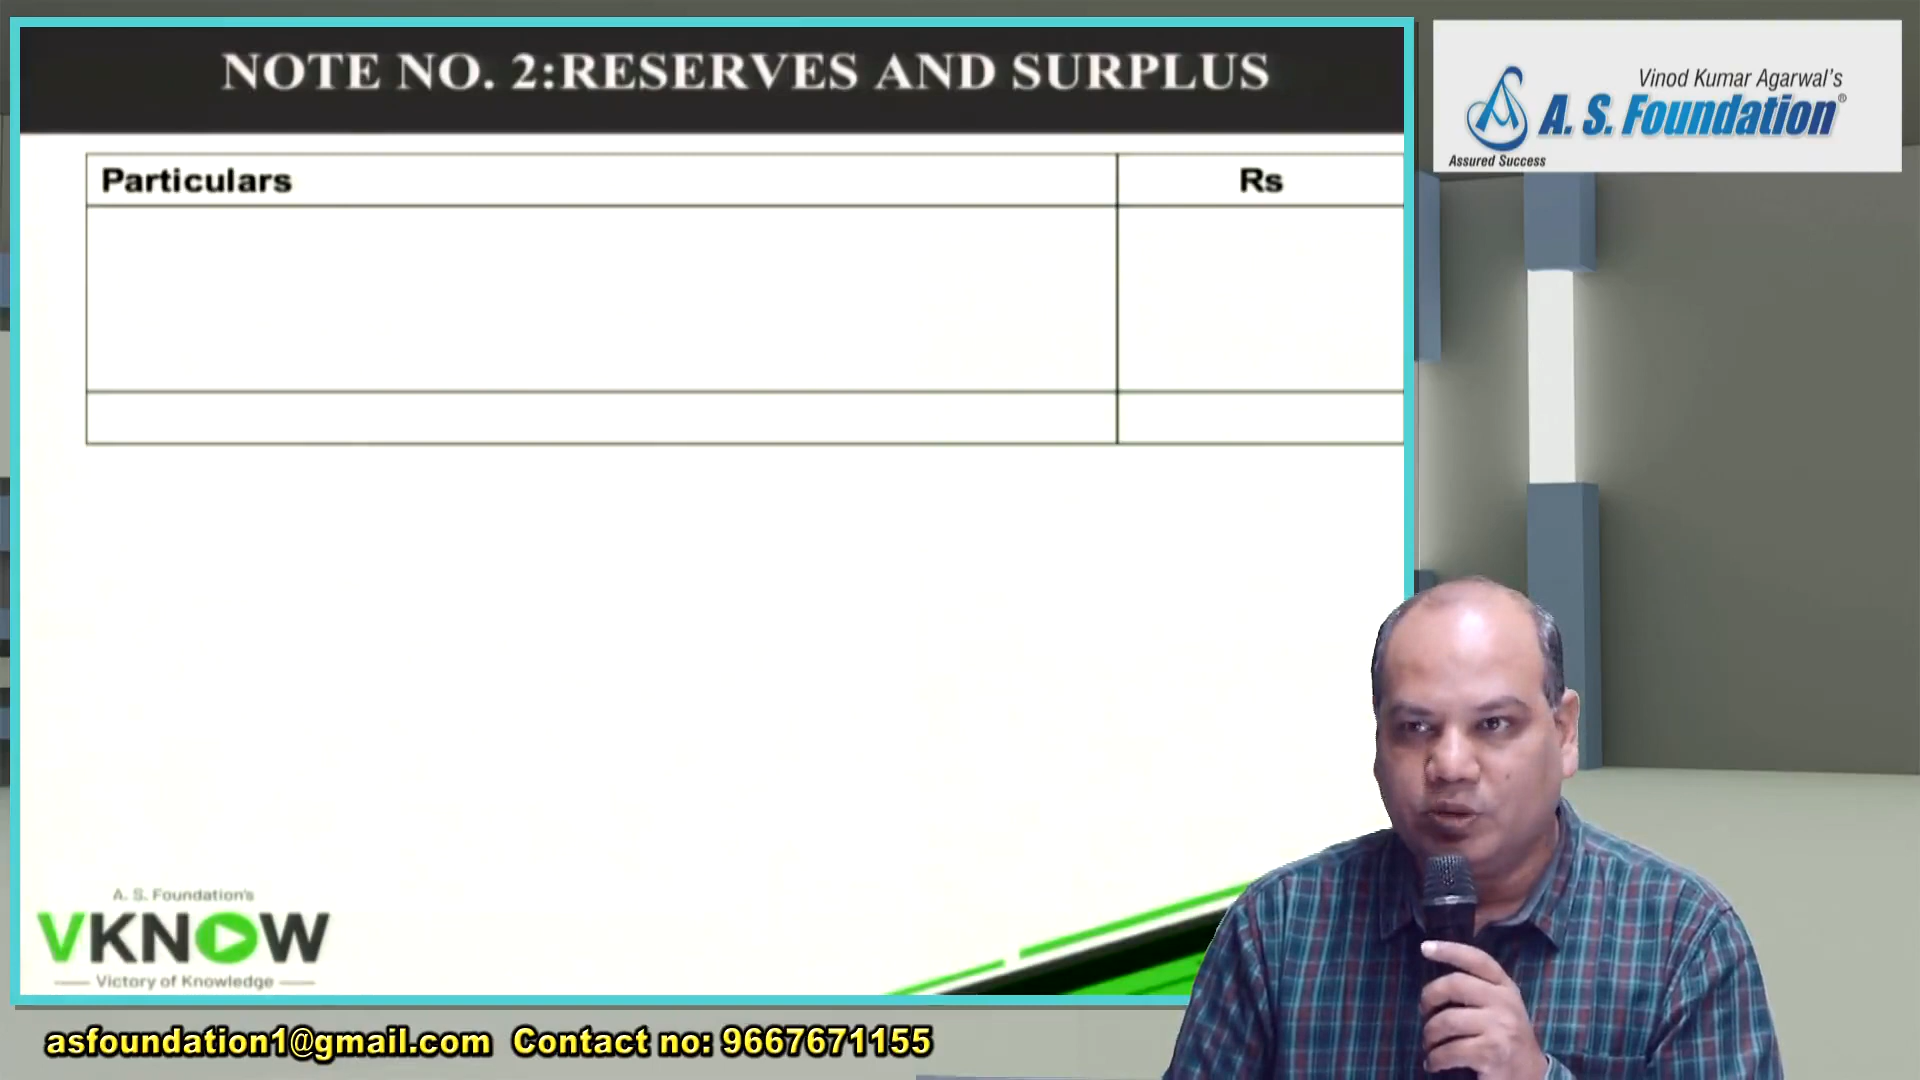 NOTE NO. 2:RESERVES AND SURPLUS
Vinod Kumar Agarwal's
A. S. Foundation®
Assured Success
Particulars
Rs
A. S. Foundation's
VKNOW
Victory of Knowledge
asfoundation1@gmail.com Contact no: 9667671155